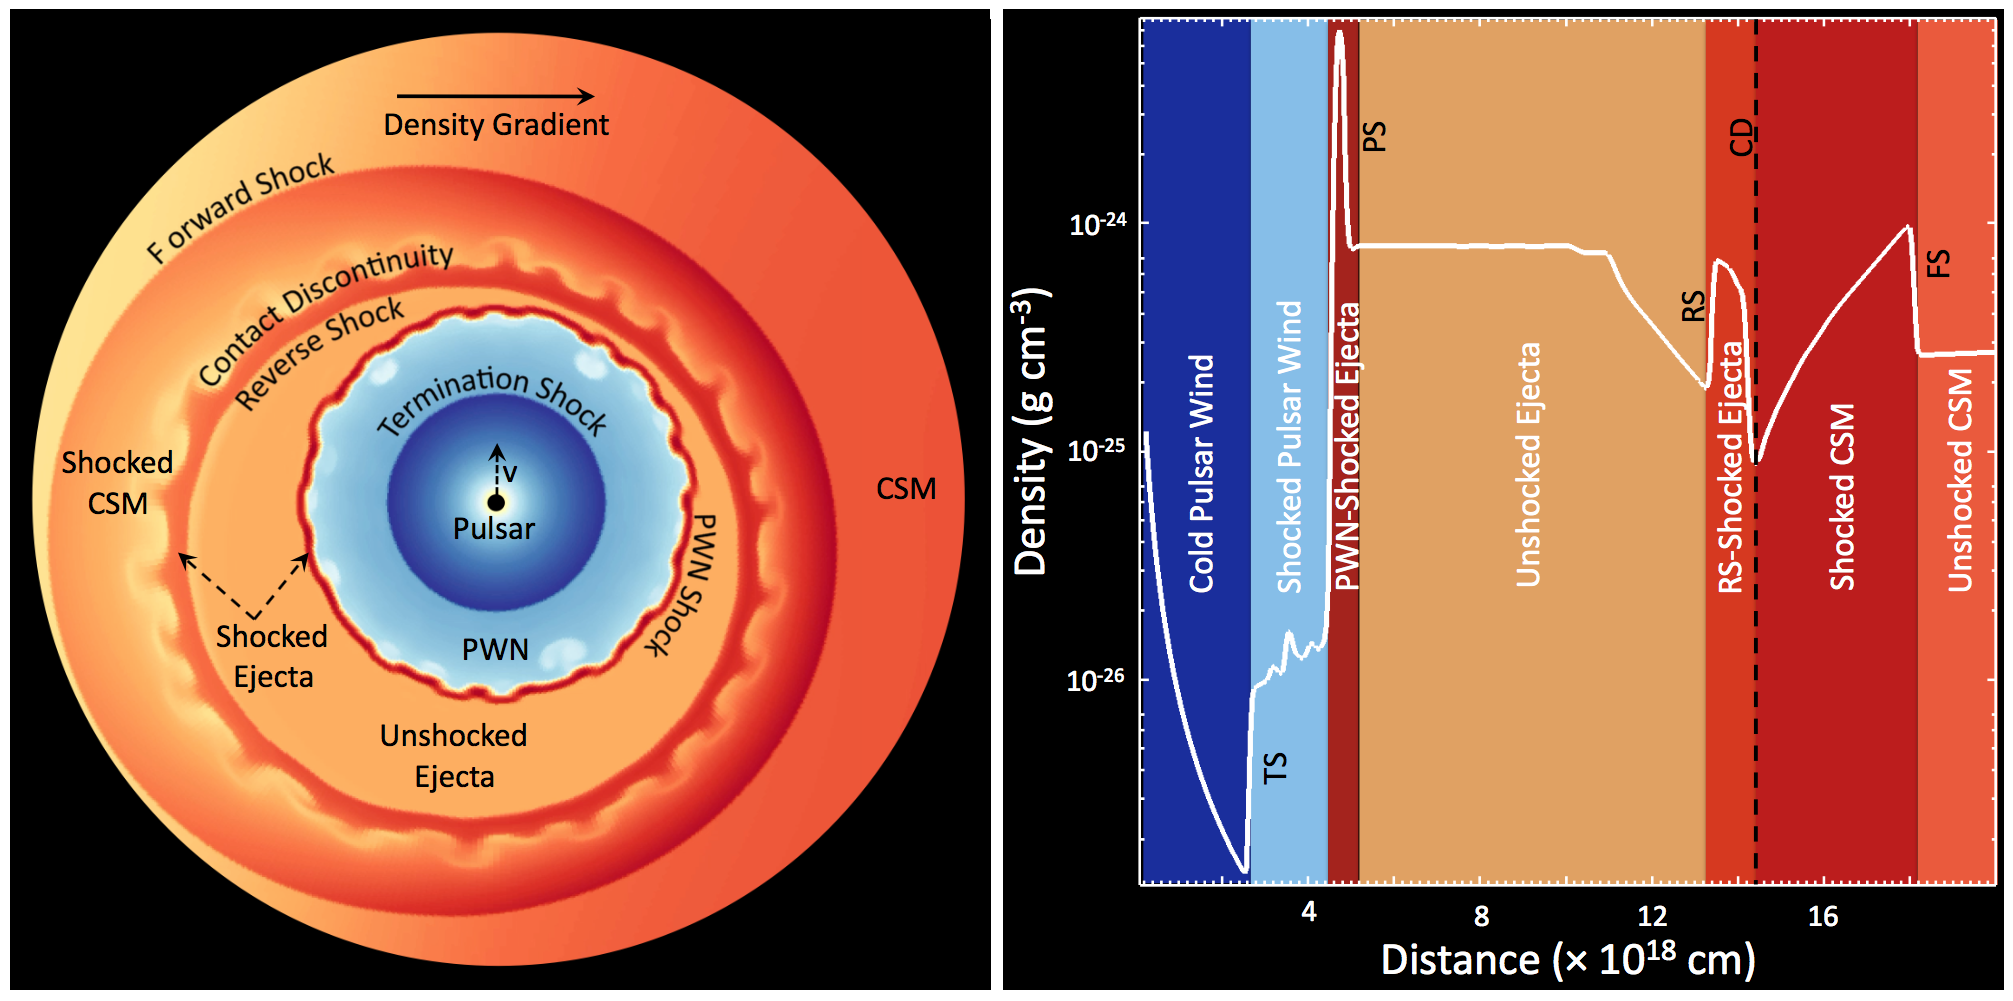 Density Gradient
F orward Shock
Contact Discontinuity
Reverse Shock
Termination Shock
v
Pulsar
PWN
PWN Shock
Shocked
CSM
CSM
Shocked
Ejecta
Unshocked
Ejecta
Density (g cm-3)
10-24
10-25
10-26
Cold Pulsar Wind
TS
Shocked Pulsar Wind
PWN-Shocked Ejecta
PS
Unshocked Ejecta
RS
RS-Shocked Ejecta
CD
Shocked CSM
FS
Unshocked CSM
4 8 12 16
Distance (× 1018 cm)